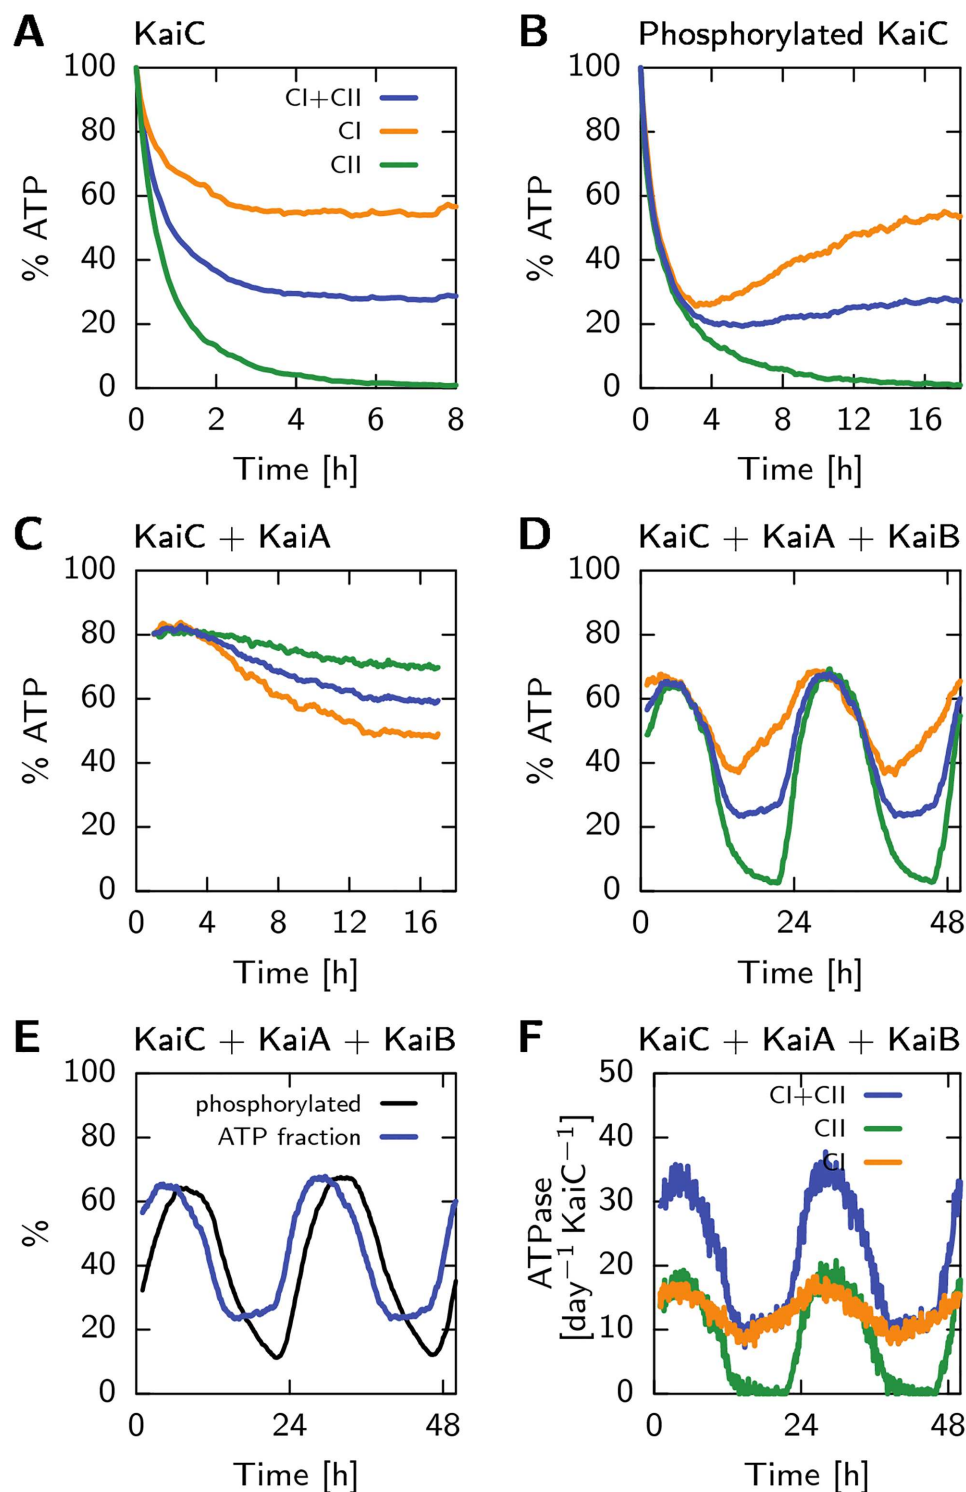 A KaiC
% ATP
100
80
60
40
20
0
CI+CII
CI
CII
0 2 4 6 8
Time [h]
B Phosphorylated KaiC
% ATP
100
80
60
40
20
0
0 4 8 12 16
Time [h]
C KaiC + KaiA
% ATP
100
80
60
40
20
0
0 4 8 12 16
Time [h]
D KaiC + KaiA + KaiB
% ATP
100
80
60
40
20
0
0 24 48
Time [h]
E KaiC + KaiA + KaiB
%
100
80
60
40
20
0
phosphorylated
ATP fraction
0 24 48
Time [h]
F KaiC + KaiA + KaiB
ATPase
[day⁻¹ KaiC⁻¹]
50
40
30
20
10
0
CI+CII
CII
CI
0 24 48
Time [h]